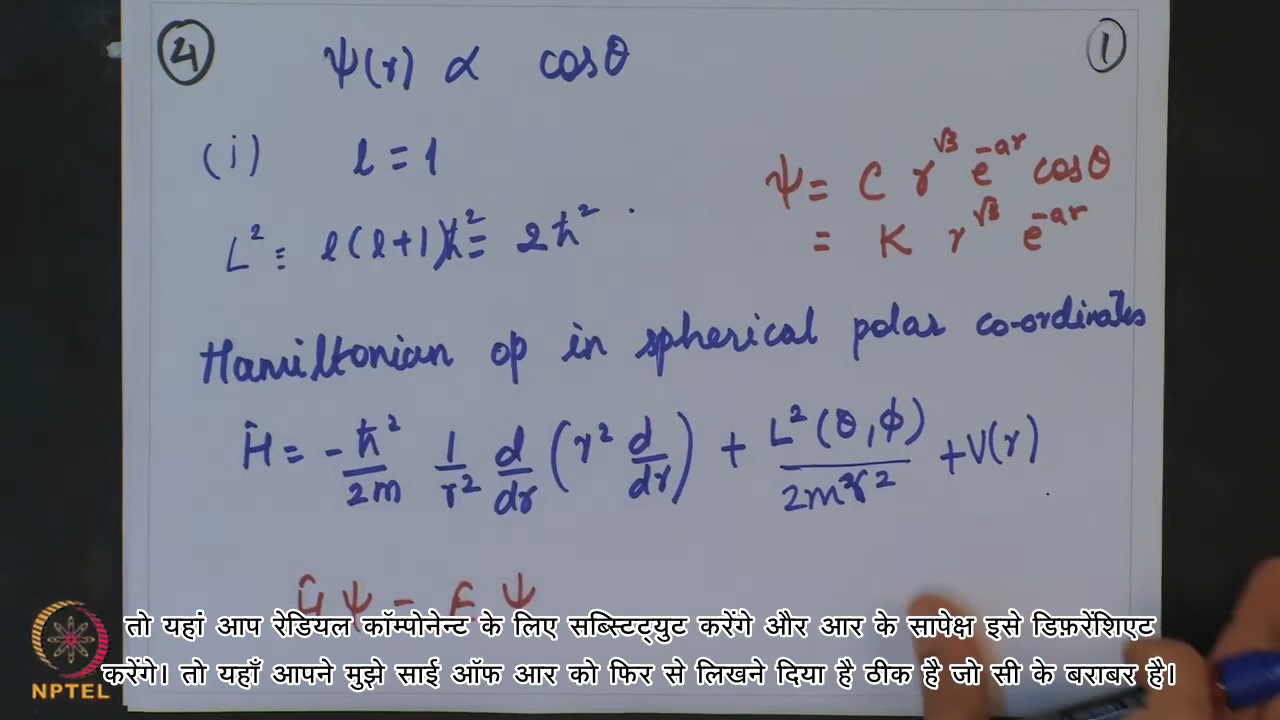 4
1
ψ(r) ∝ cosθ
(i) l = 1
L² = l(l+1)ħ² = 2ħ²
ψ = C r^√3 e^-ar cosθ
= K r^√3 e^-ar
Hamiltonian op in spherical polar co-ordinates
Ĥ = -ħ²/2m 1/r² d/dr (r² d/dr) + L²(θ,ϕ)/2mr² + V(r)
Ĥ ψ = E ψ
तो यहां आप रेडियल कॉम्पोनेन्ट के लिए सब्स्टिट्युट करेंगे और आर के सापेक्ष इसे डिफ़रेंशिएट
करेंगे। तो यहाँ आपने मुझे साई ऑफ आर को फिर से लिखने दिया है ठीक है जो सी के बराबर है।
NPTEL